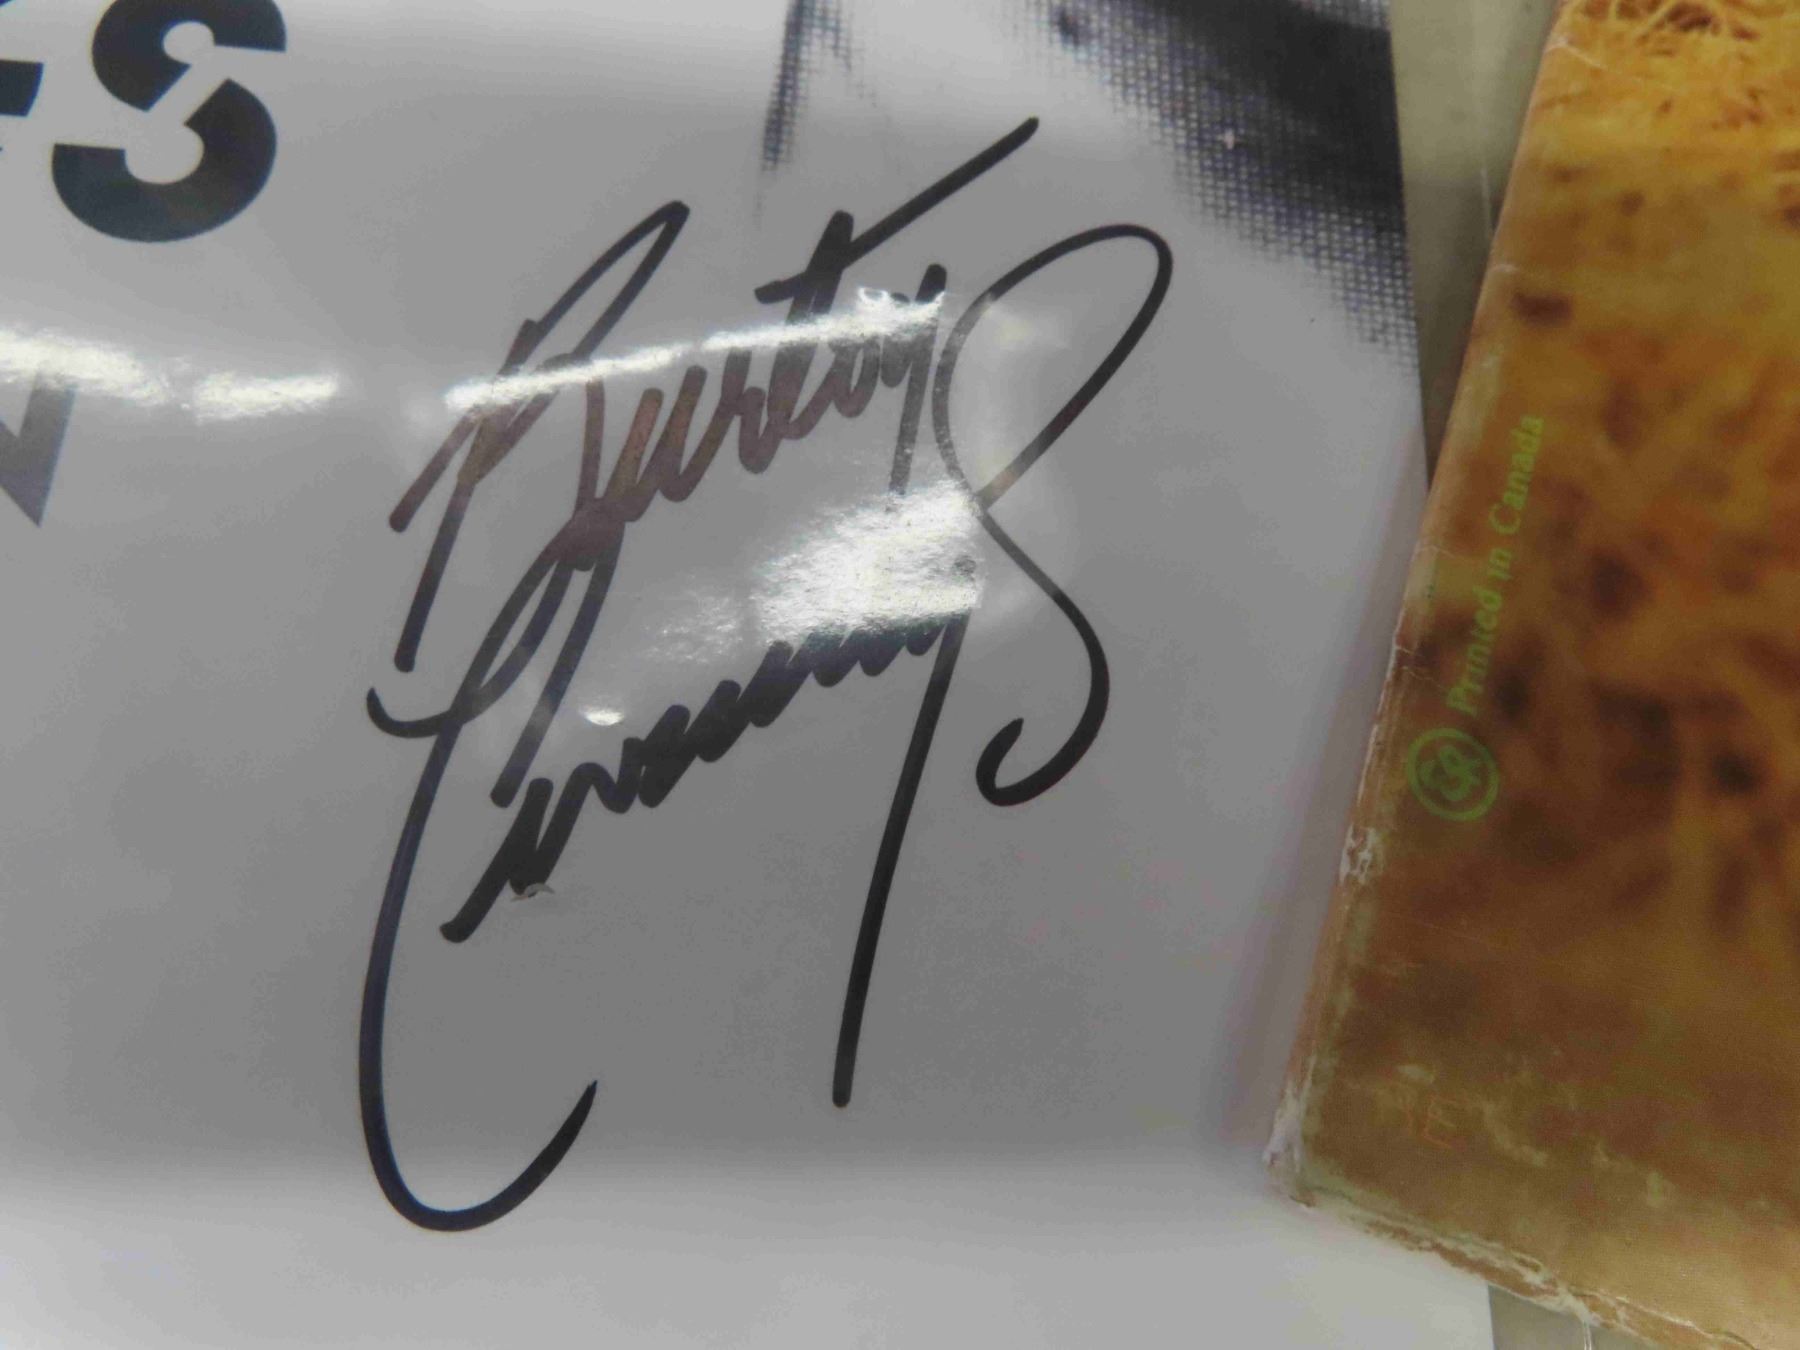 S
Burton
Cummings
Printed in Canada